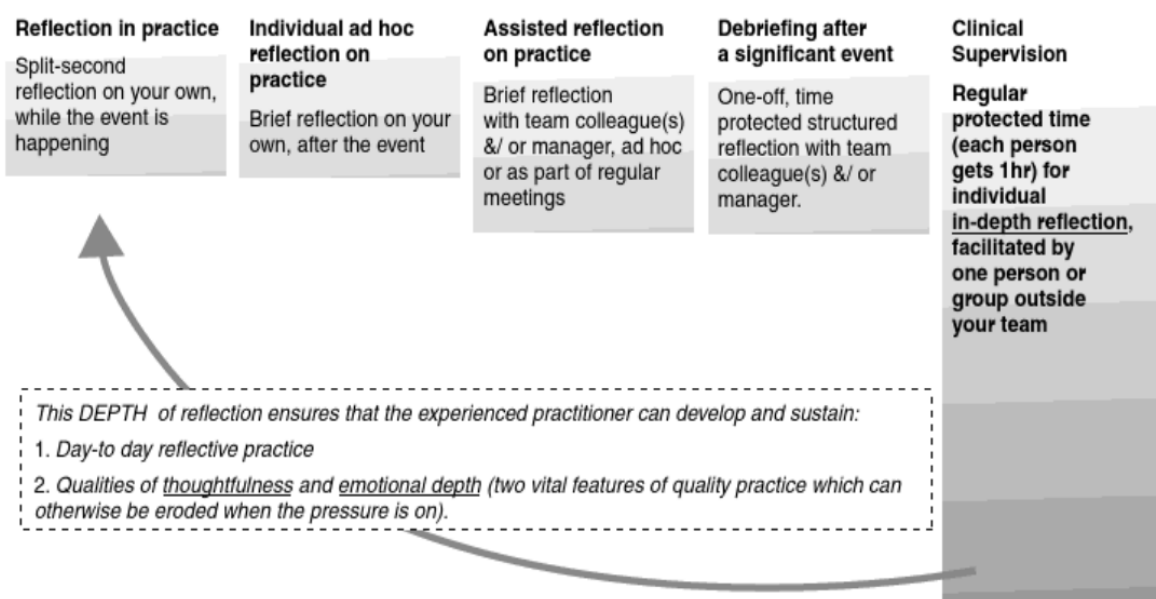 Reflection in practice
Split-second
reflection on your own,
while the event is
happening
Individual ad hoc
reflection on
practice
Brief reflection on your
own, after the event
Assisted reflection
on practice
Brief reflection
with team colleague(s)
&/ or manager, ad hoc
or as part of regular
meetings
Debriefing after
a significant event
One-off, time
protected structured
reflection with team
colleague(s) &/ or
manager.
Clinical
Supervision
Regular
protected time
(each person
gets 1hr) for
individual
in-depth reflection,
facilitated by
one person or
group outside
your team
This DEPTH of reflection ensures that the experienced practitioner can develop and sustain:
1. Day-to day reflective practice
2. Qualities of thoughtfulness and emotional depth (two vital features of quality practice which can
otherwise be eroded when the pressure is on).